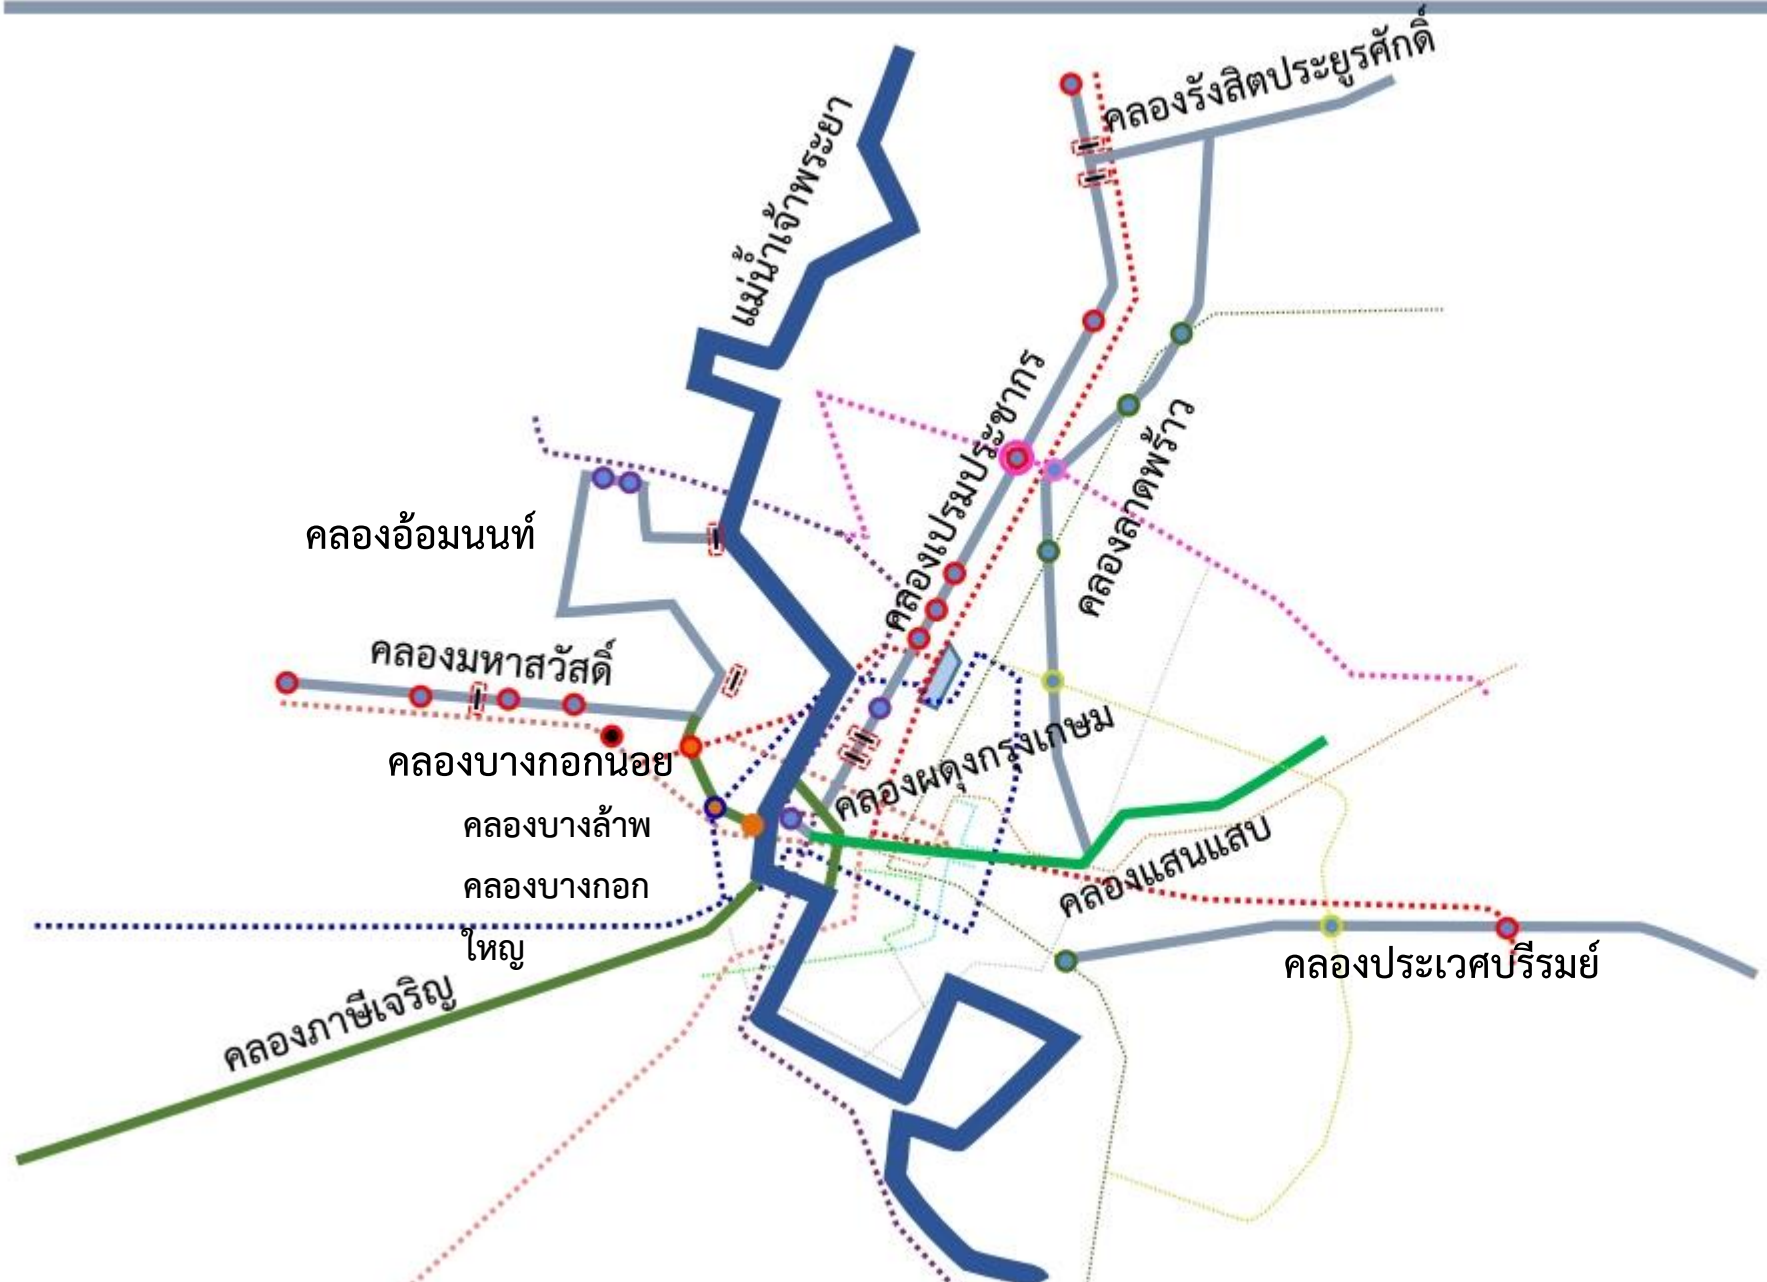 คลองรังสิตประยูรศักดิ์
แม่น้ำเจ้าพระยา
คลองเปรมประชากร
คลองลาดพร้าว
คลองอ้อมนนท์
คลองมหาสวัสดิ์
คลองบางกอกน้อย
คลองผดุงกรุงเกษม
คลองบางล้าพ
คลองบางกอก
ใหญ่
คลองแสนแสบ
คลองประเวศบุรีรมย์
คลองภาษีเจริญ